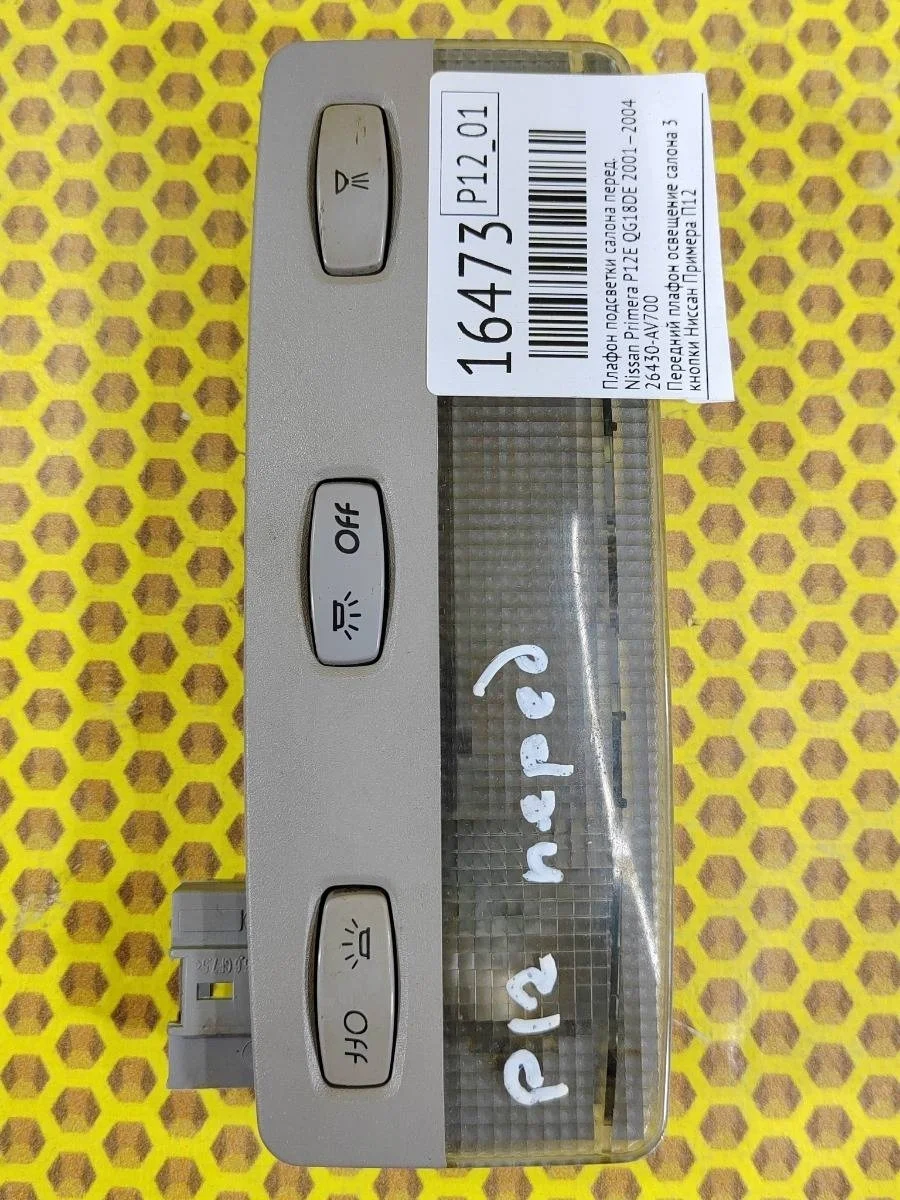 16473 P12_01
Плафон подсветки салона перед.
Nissan Primera P12E QG18DE 2001-2004
26430-AV700
Передний плафон освещение салона 3
кнопки Ниссан Примера П12
Off
Off
P12 перед